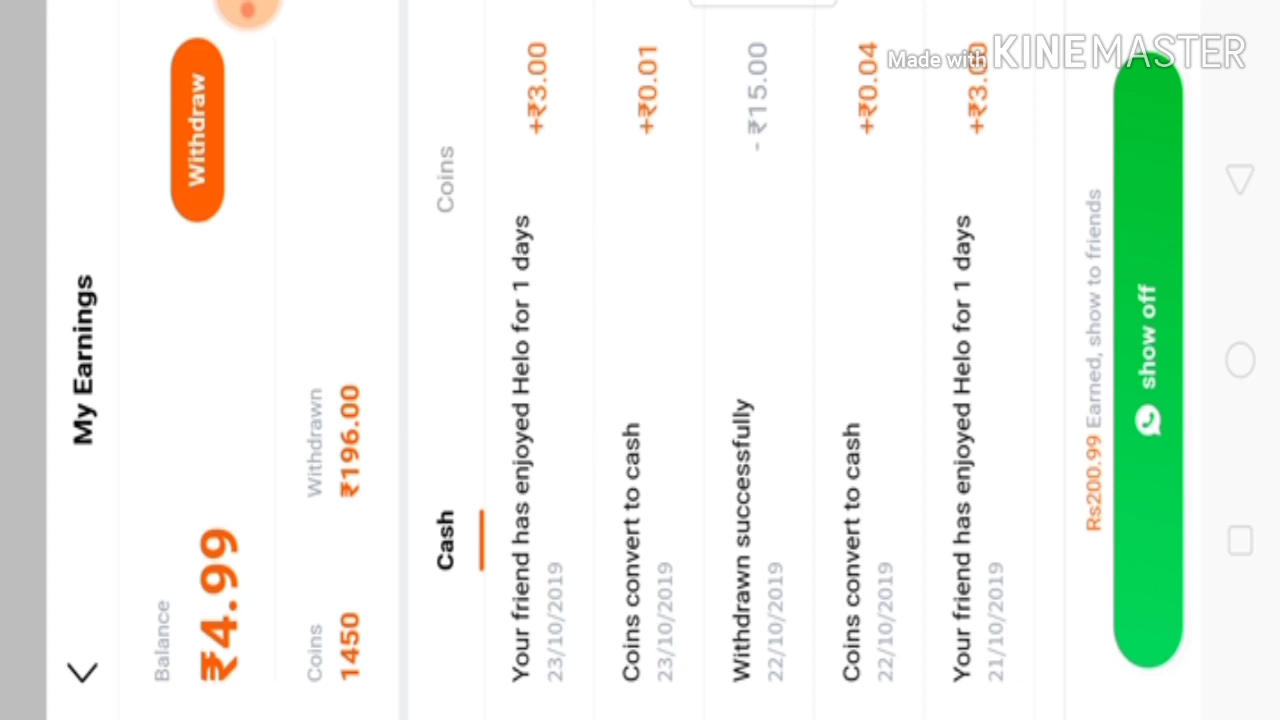 Made with KINEMASTER
My Earnings
Balance
₹4.99
Withdraw
Coins
1450
Withdrawn
₹196.00
Cash
Coins
Your friend has enjoyed Helo for 1 days
+₹3.00
23/10/2019
Coins convert to cash
+₹0.01
23/10/2019
Withdrawn successfully
- ₹15.00
22/10/2019
Coins convert to cash
+₹0.04
22/10/2019
Your friend has enjoyed Helo for 1 days
+₹3.00
21/10/2019
Rs200.99 Earned, show to friends
show off